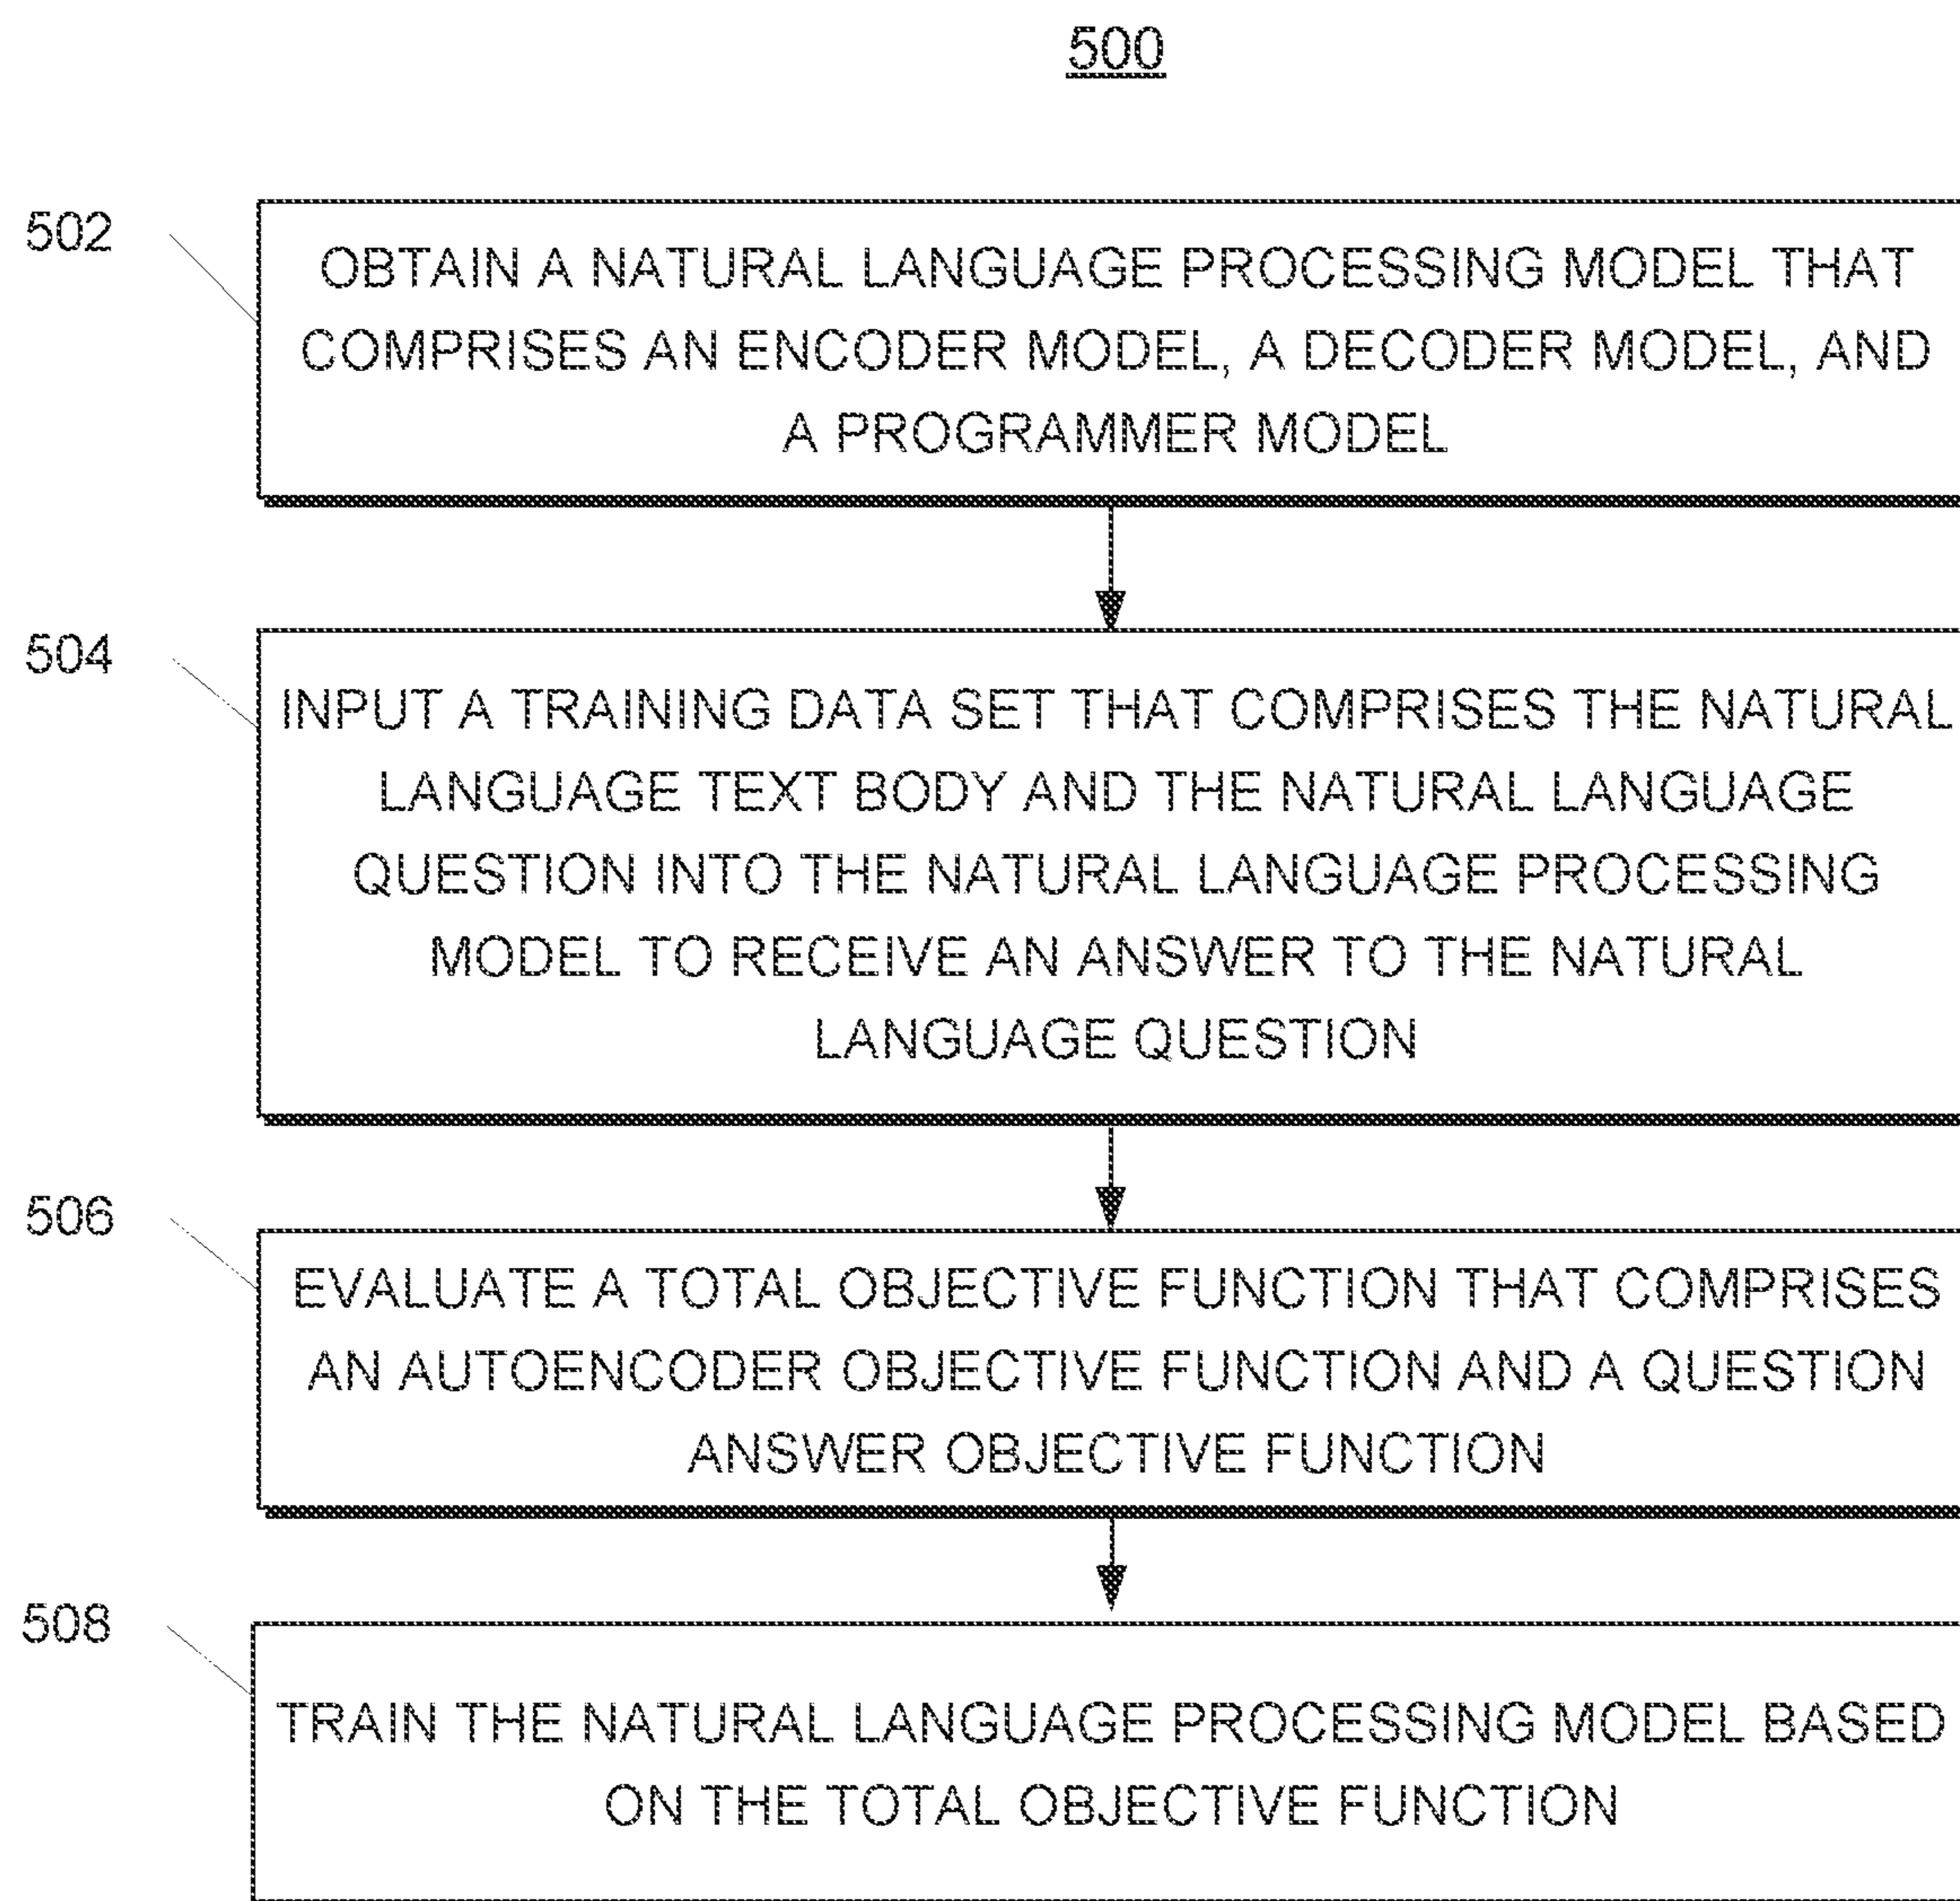 500
502
OBTAIN A NATURAL LANGUAGE PROCESSING MODEL THAT
COMPRISES AN ENCODER MODEL, A DECODER MODEL, AND
A PROGRAMMER MODEL
504
INPUT A TRAINING DATA SET THAT COMPRISES THE NATURAL
LANGUAGE TEXT BODY AND THE NATURAL LANGUAGE
QUESTION INTO THE NATURAL LANGUAGE PROCESSING
MODEL TO RECEIVE AN ANSWER TO THE NATURAL
LANGUAGE QUESTION
506
EVALUATE A TOTAL OBJECTIVE FUNCTION THAT COMPRISES
AN AUTOENCODER OBJECTIVE FUNCTION AND A QUESTION
ANSWER OBJECTIVE FUNCTION
508
TRAIN THE NATURAL LANGUAGE PROCESSING MODEL BASED
ON THE TOTAL OBJECTIVE FUNCTION